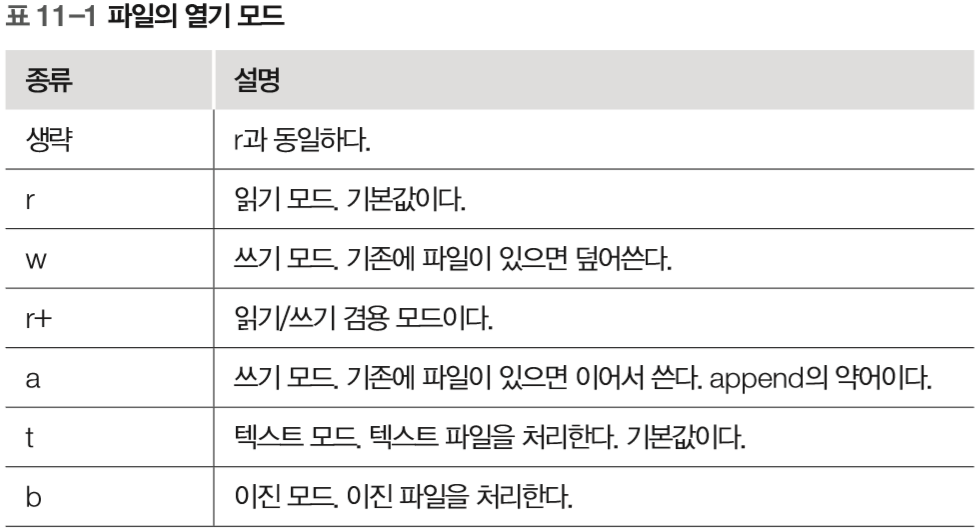 표 11-1 파일의 열기 모드
종류 설명
생략 r과 동일하다.
r 읽기 모드. 기본값이다.
w 쓰기 모드. 기존에 파일이 있으면 덮어쓴다.
r+ 읽기/쓰기 겸용 모드이다.
a 쓰기 모드. 기존에 파일이 있으면 이어서 쓴다. append의 약어이다.
t 텍스트 모드. 텍스트 파일을 처리한다. 기본값이다.
b 이진 모드. 이진 파일을 처리한다.